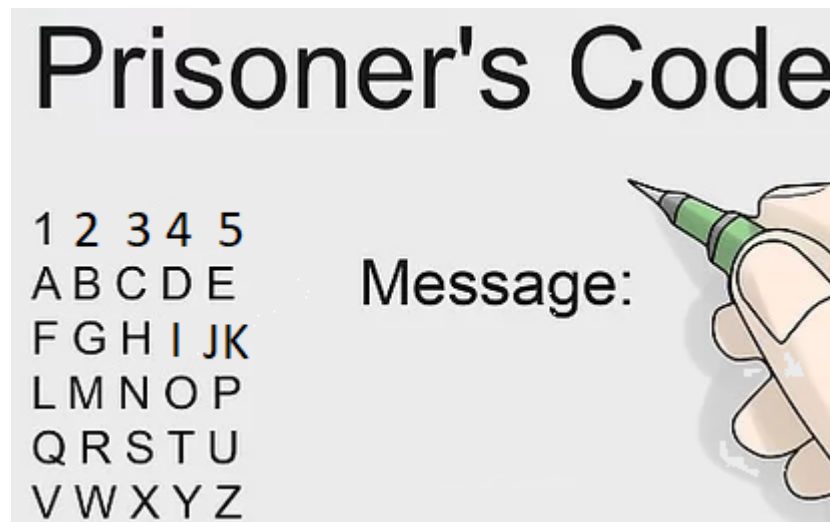 Prisoner's Code
1 2 3 4 5
A B C D E
Message:
F G H I JK
L M N O P
Q R S T U
V W X Y Z